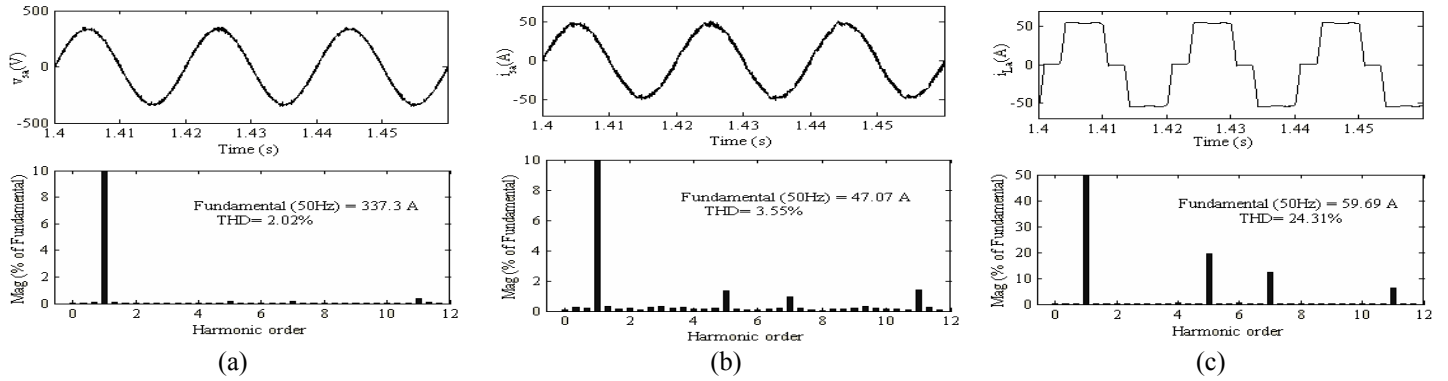 500
0
-500
v_sa(V)
1.4 1.41 1.42 1.43 1.44 1.45
Time (s)
10
8
6
4
2
0
Mag (% of Fundamental)
Fundamental (50Hz) = 337.3 A
THD= 2.02%
0 2 4 6 8 10 12
Harmonic order
(a)
50
0
-50
i_sa(A)
1.4 1.41 1.42 1.43 1.44 1.45
Time (s)
10
8
6
4
2
0
Mag (% of Fundamental)
Fundamental (50Hz) = 47.07 A
THD= 3.55%
0 2 4 6 8 10 12
Harmonic order
(b)
50
0
-50
i_La(A)
1.4 1.41 1.42 1.43 1.44 1.45
Time (s)
50
40
30
20
10
0
Mag (% of Fundamental)
Fundamental (50Hz) = 59.69 A
THD= 24.31%
0 2 4 6 8 10 12
Harmonic order
(c)